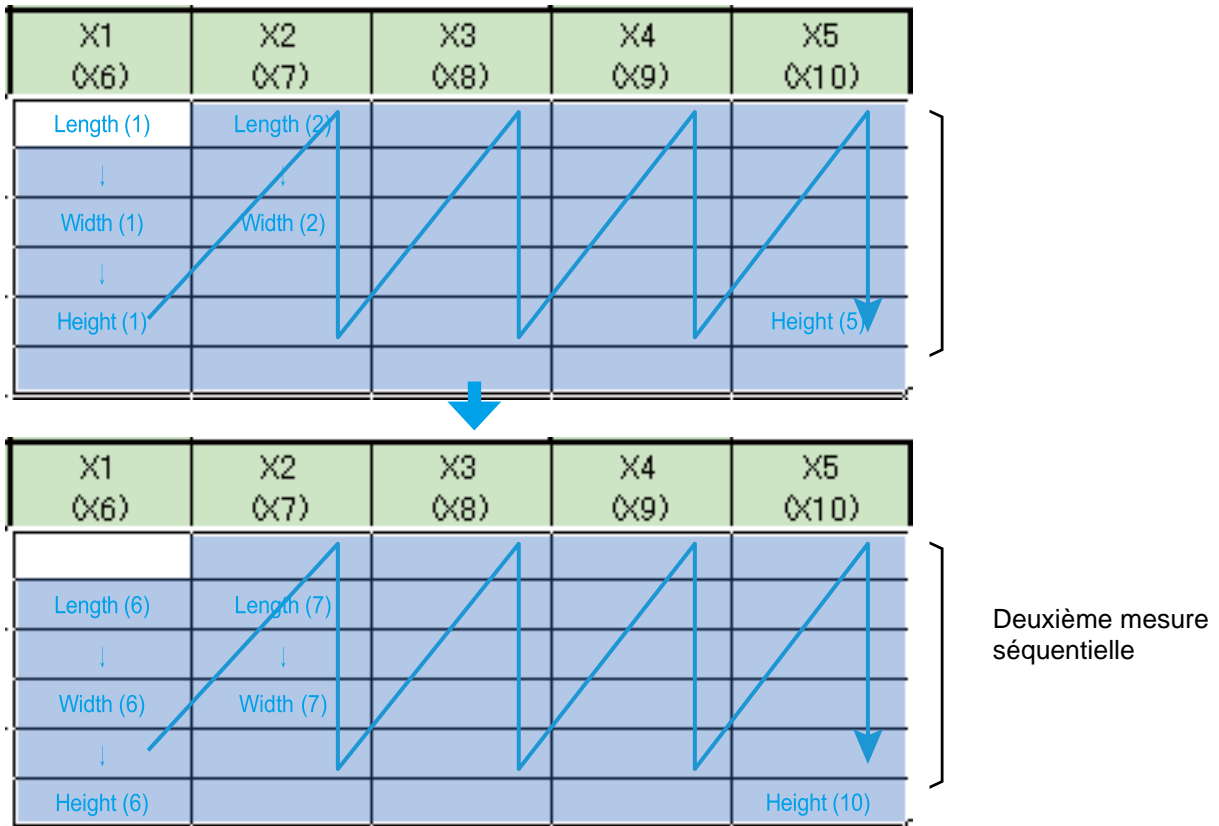 X1 X2 X3 X4 X5
(X6) (X7) (X8) (X9) (X10)
Length (1) Length (2)
↓ ↓
Width (1) Width (2)
↓
Height (1) Height (5)
X1 X2 X3 X4 X5
(X6) (X7) (X8) (X9) (X10)
Length (6) Length (7)
↓ ↓
Width (6) Width (7)
↓
Height (6) Height (10)
Deuxième mesure
séquentielle